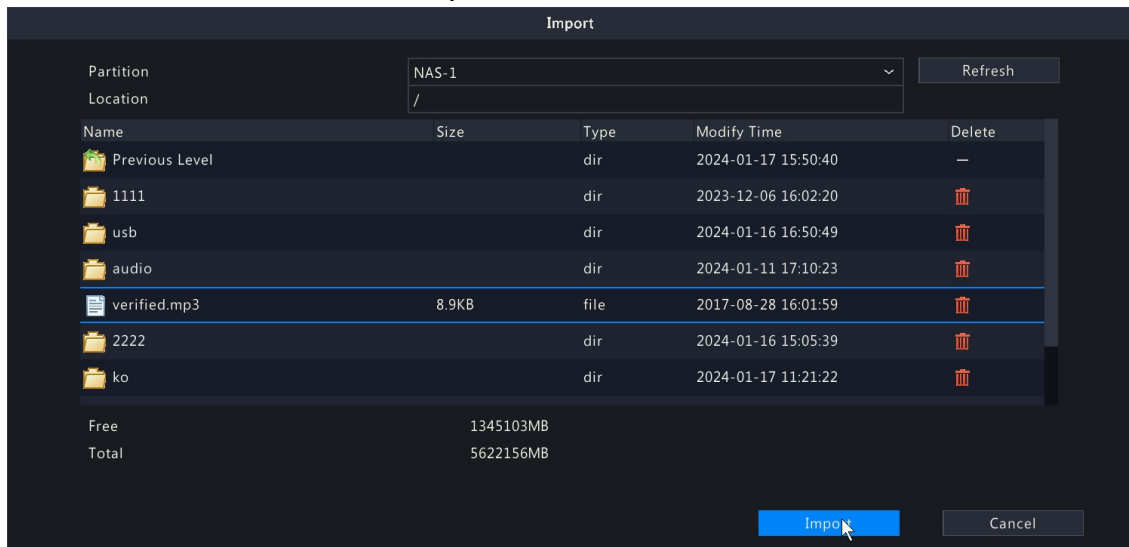 Import
Partition NAS-1 Refresh
Location /
Name Size Type Modify Time Delete
Previous Level dir 2024-01-17 15:50:40 —
1111 dir 2023-12-06 16:02:20
usb dir 2024-01-16 16:50:49
audio dir 2024-01-11 17:10:23
verified.mp3 8.9KB file 2017-08-28 16:01:59
2222 dir 2024-01-16 15:05:39
ko dir 2024-01-17 11:21:22
Free 1345103MB
Total 5622156MB
Import Cancel